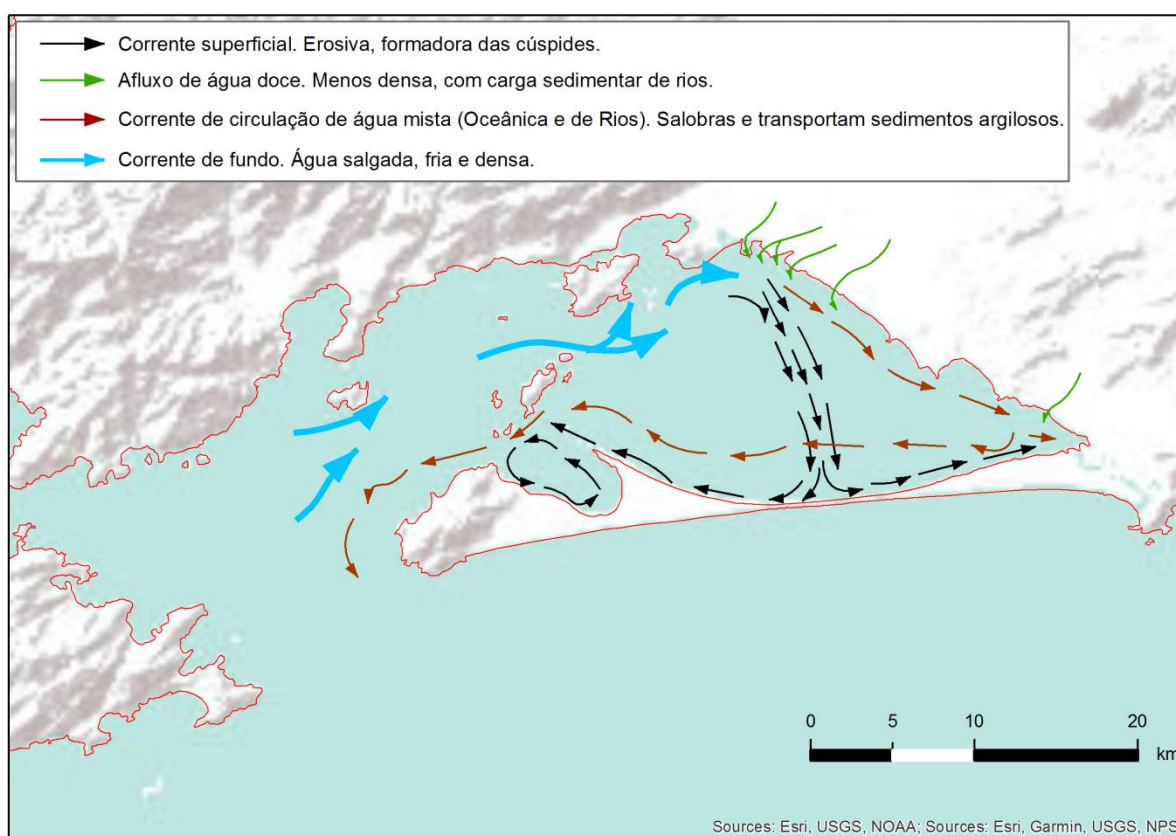 Corrente superficial. Erosiva, formadora das cúspides.
Afluxo de água doce. Menos densa, com carga sedimentar de rios.
Corrente de circulação de água mista (Oceânica e de Rios). Salobras e transportam sedimentos argilosos.
Corrente de fundo. Água salgada, fria e densa.
0 5 10 20
km
Sources: Esri, USGS, NOAA; Sources: Esri, Garmin, USGS, NPS